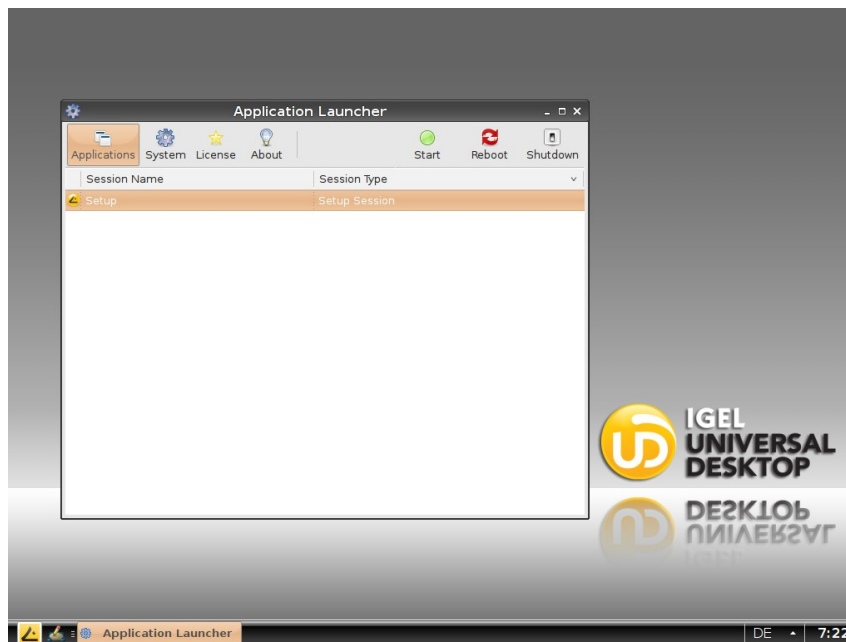 Application Launcher
Applications System License About Start Reboot Shutdown
Session Name Session Type
Setup Setup Session
IGEL
UNIVERSAL
DESKTOP
Application Launcher DE 7:22